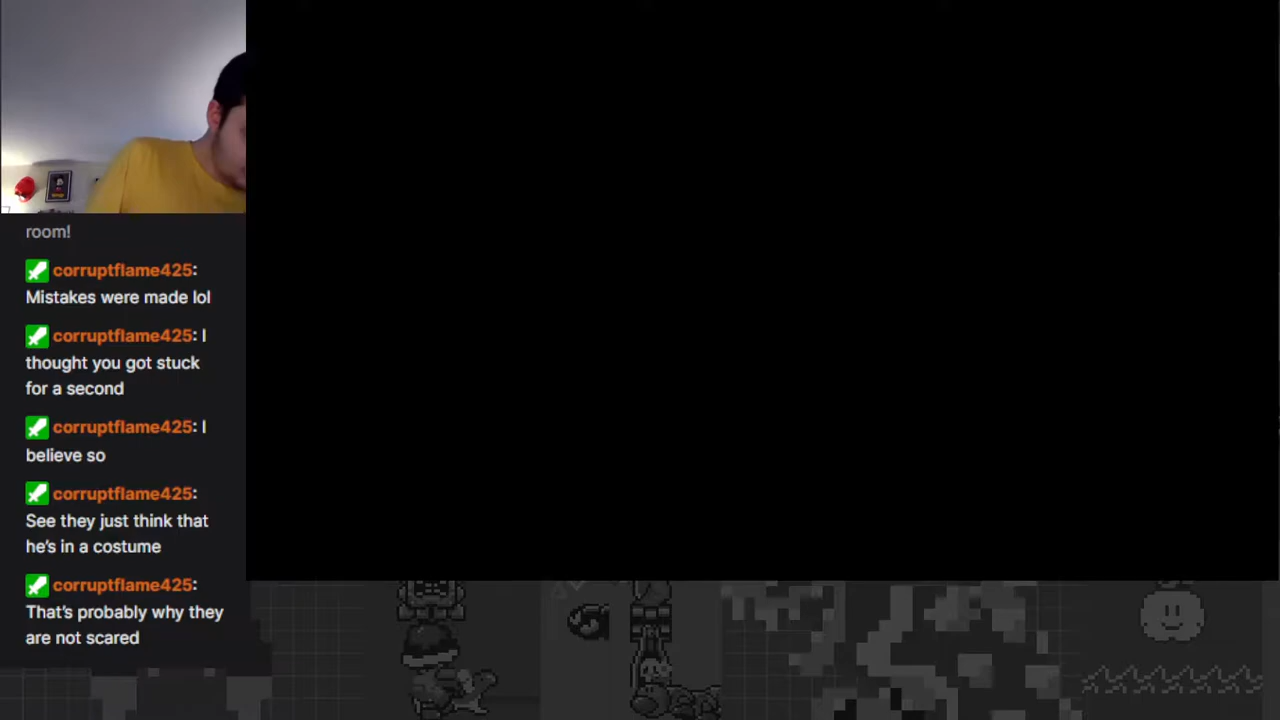 room!
corruptflame425:
Mistakes were made lol
corruptflame425: I
thought you got stuck
for a second
corruptflame425: I
believe so
corruptflame425:
See they just think that
he's in a costume
corruptflame425:
That's probably why they
are not scared